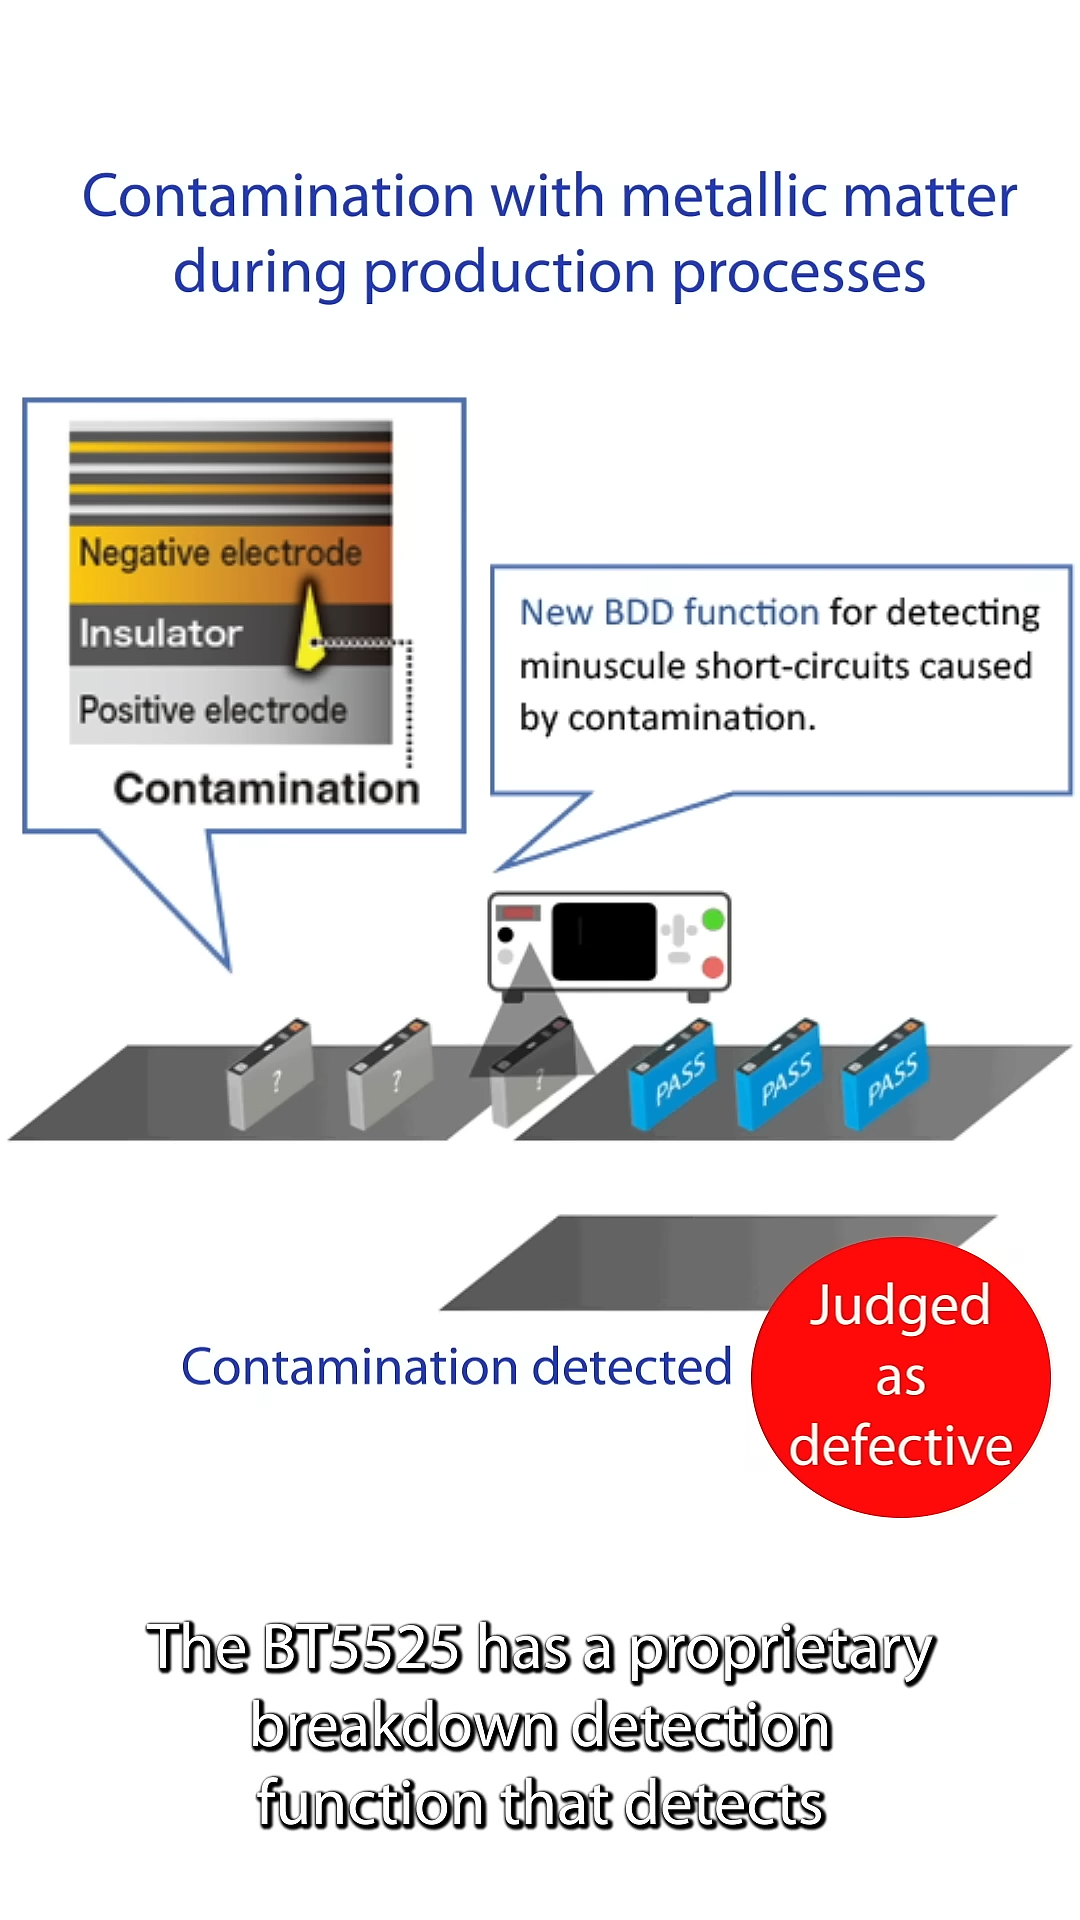 Contamination with metallic matter
during production processes
Negative electrode
Insulator
Positive electrode
Contamination
New BDD function for detecting
minuscule short-circuits caused
by contamination.
?
?
?
PASS
PASS
PASS
Contamination detected
Judged
as
defective
The BT5525 has a proprietary
breakdown detection
function that detects